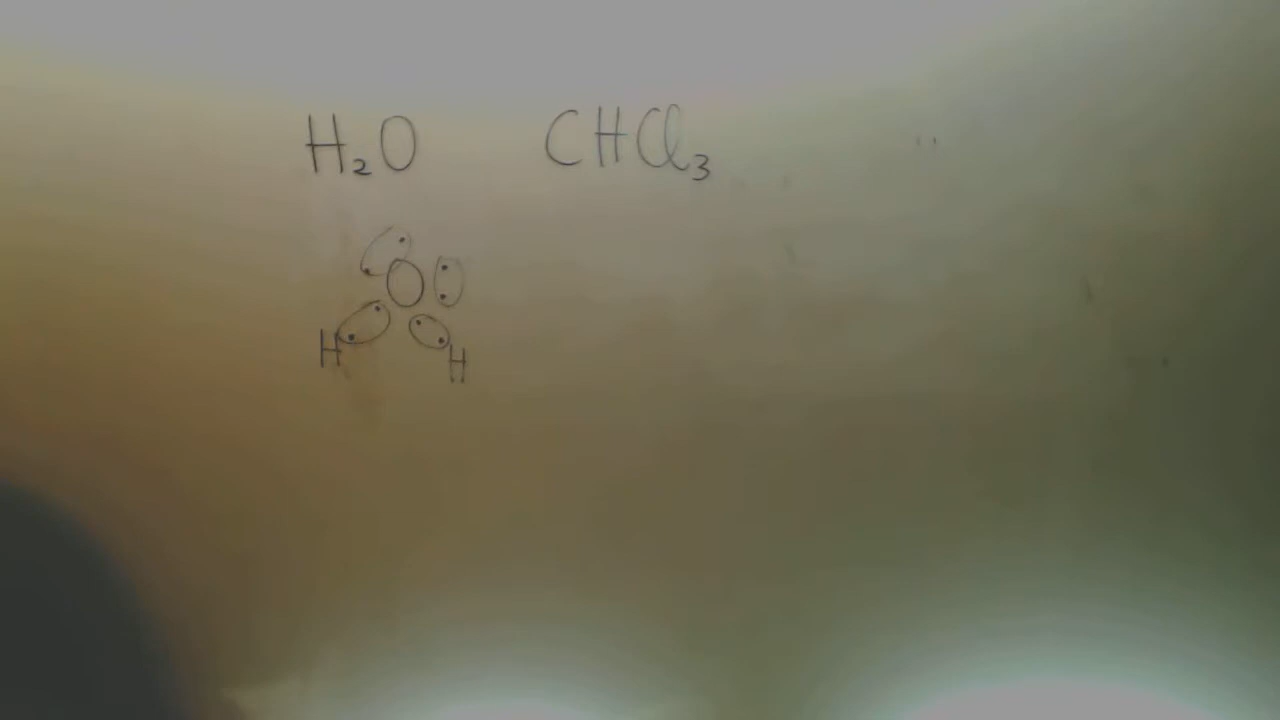 H₂O CHCl₃
O
H H